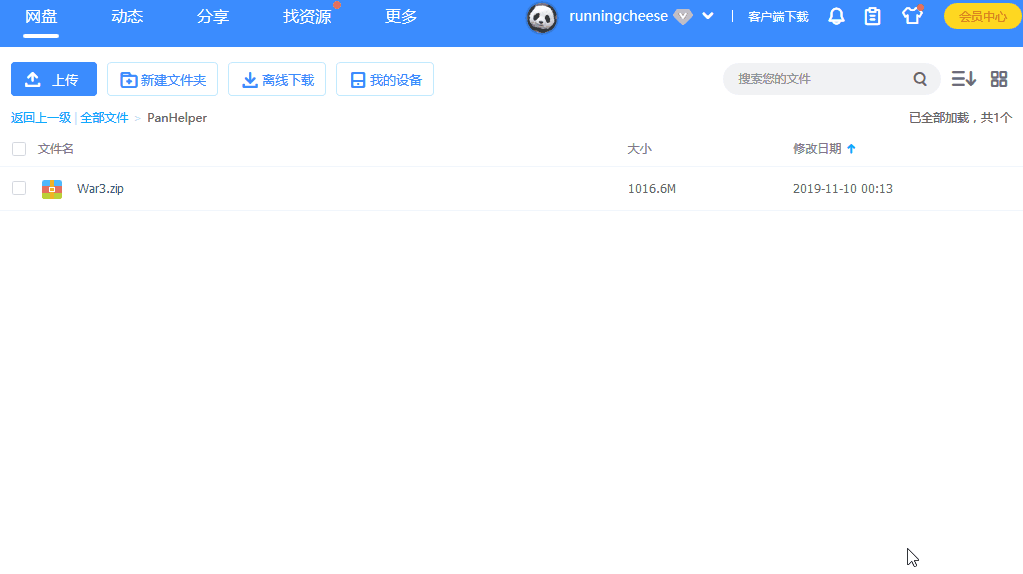 网盘 动态 分享 找资源 更多 runningcheese 客户端下载 会员中心
上传 新建文件夹 离线下载 我的设备 搜索您的文件
返回上一级 | 全部文件 > PanHelper 已全部加载，共1个
文件名 大小 修改日期
War3.zip 1016.6M 2019-11-10 00:13